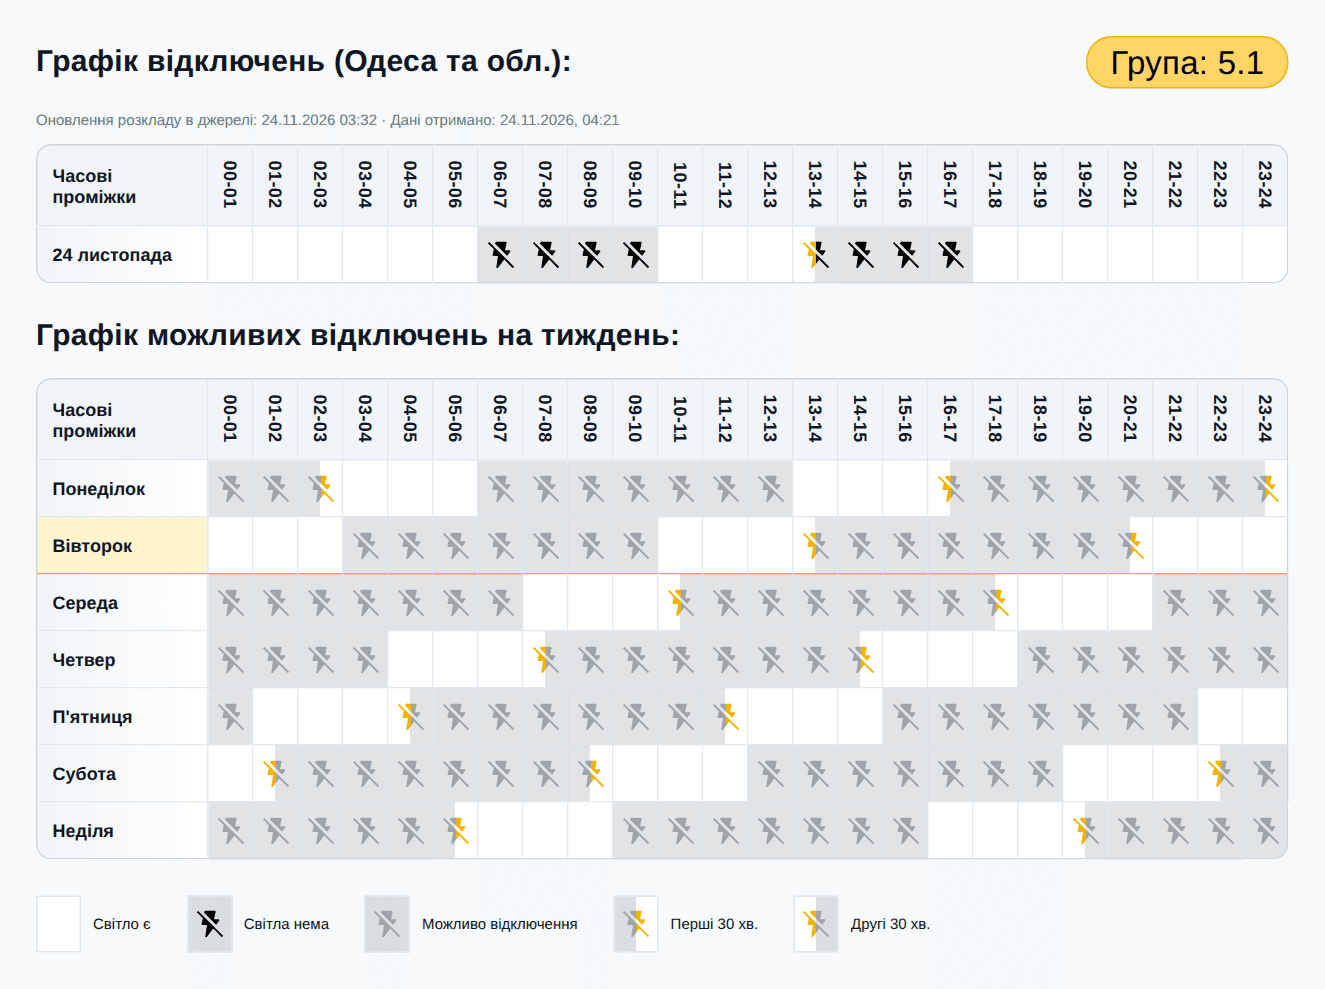 Графік відключень (Одеса та обл.):
Група: 5.1
Оновлення розкладу в джерелі: 24.11.2026 03:32 · Дані отримано: 24.11.2026, 04:21
Часові
проміжки
00-01 01-02 02-03 03-04 04-05 05-06 06-07 07-08 08-09 09-10 10-11 11-12 12-13 13-14 14-15 15-16 16-17 17-18 18-19 19-20 20-21 21-22 22-23 23-24
24 листопада
Графік можливих відключень на тиждень:
Часові
проміжки
00-01 01-02 02-03 03-04 04-05 05-06 06-07 07-08 08-09 09-10 10-11 11-12 12-13 13-14 14-15 15-16 16-17 17-18 18-19 19-20 20-21 21-22 22-23 23-24
Понеділок
Вівторок
Середа
Четвер
П'ятниця
Субота
Неділя
Світло є
Світла нема
Можливо відключення
Перші 30 хв.
Другі 30 хв.